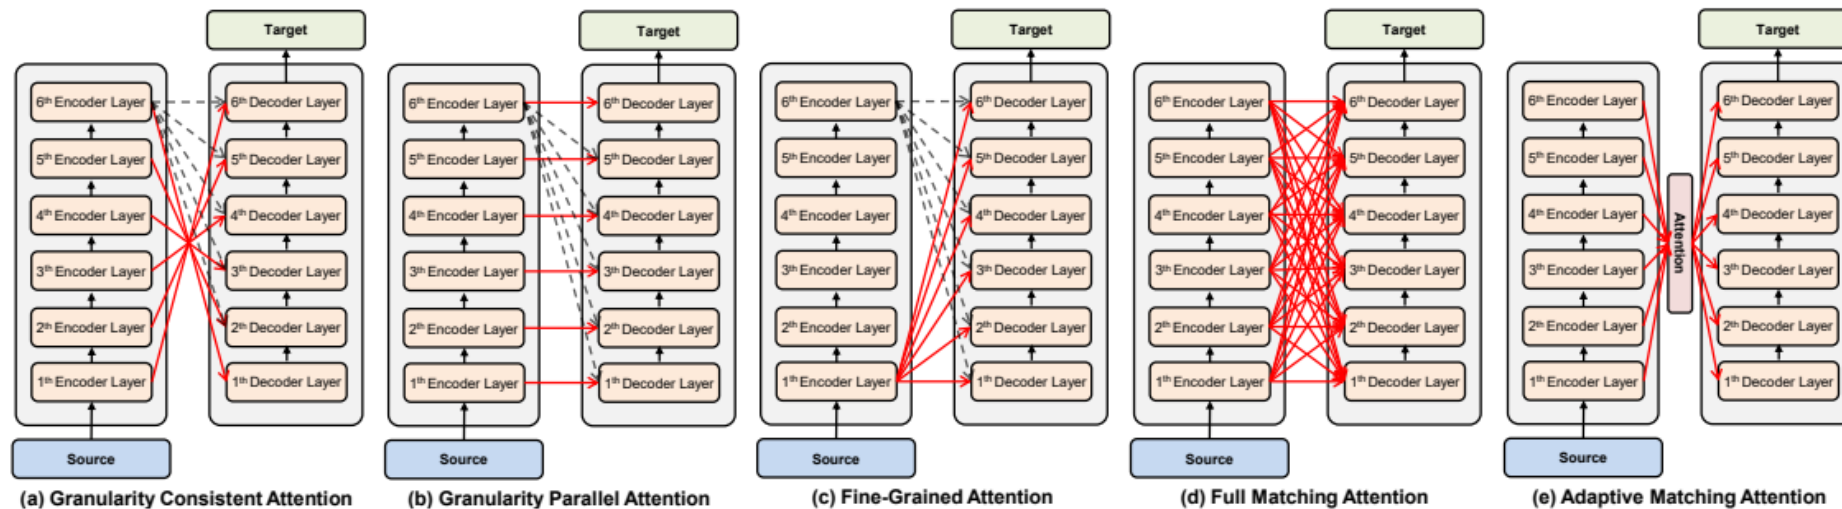 Target
6th Encoder Layer
5th Encoder Layer
4th Encoder Layer
3th Encoder Layer
2th Encoder Layer
1th Encoder Layer
6th Decoder Layer
5th Decoder Layer
4th Decoder Layer
3th Decoder Layer
2th Decoder Layer
1th Decoder Layer
Source
(a) Granularity Consistent Attention
Target
6th Encoder Layer
5th Encoder Layer
4th Encoder Layer
3th Encoder Layer
2th Encoder Layer
1th Encoder Layer
6th Decoder Layer
5th Decoder Layer
4th Decoder Layer
3th Decoder Layer
2th Decoder Layer
1th Decoder Layer
Source
(b) Granularity Parallel Attention
Target
6th Encoder Layer
5th Encoder Layer
4th Encoder Layer
3th Encoder Layer
2th Encoder Layer
1th Encoder Layer
6th Decoder Layer
5th Decoder Layer
4th Decoder Layer
3th Decoder Layer
2th Decoder Layer
1th Decoder Layer
Source
(c) Fine-Grained Attention
Target
6th Encoder Layer
5th Encoder Layer
4th Encoder Layer
3th Encoder Layer
2th Encoder Layer
1th Encoder Layer
6th Decoder Layer
5th Decoder Layer
4th Decoder Layer
3th Decoder Layer
2th Decoder Layer
1th Decoder Layer
Source
(d) Full Matching Attention
Target
6th Encoder Layer
5th Encoder Layer
4th Encoder Layer
3th Encoder Layer
2th Encoder Layer
1th Encoder Layer
Attention
6th Decoder Layer
5th Decoder Layer
4th Decoder Layer
3th Decoder Layer
2th Decoder Layer
1th Decoder Layer
Source
(e) Adaptive Matching Attention